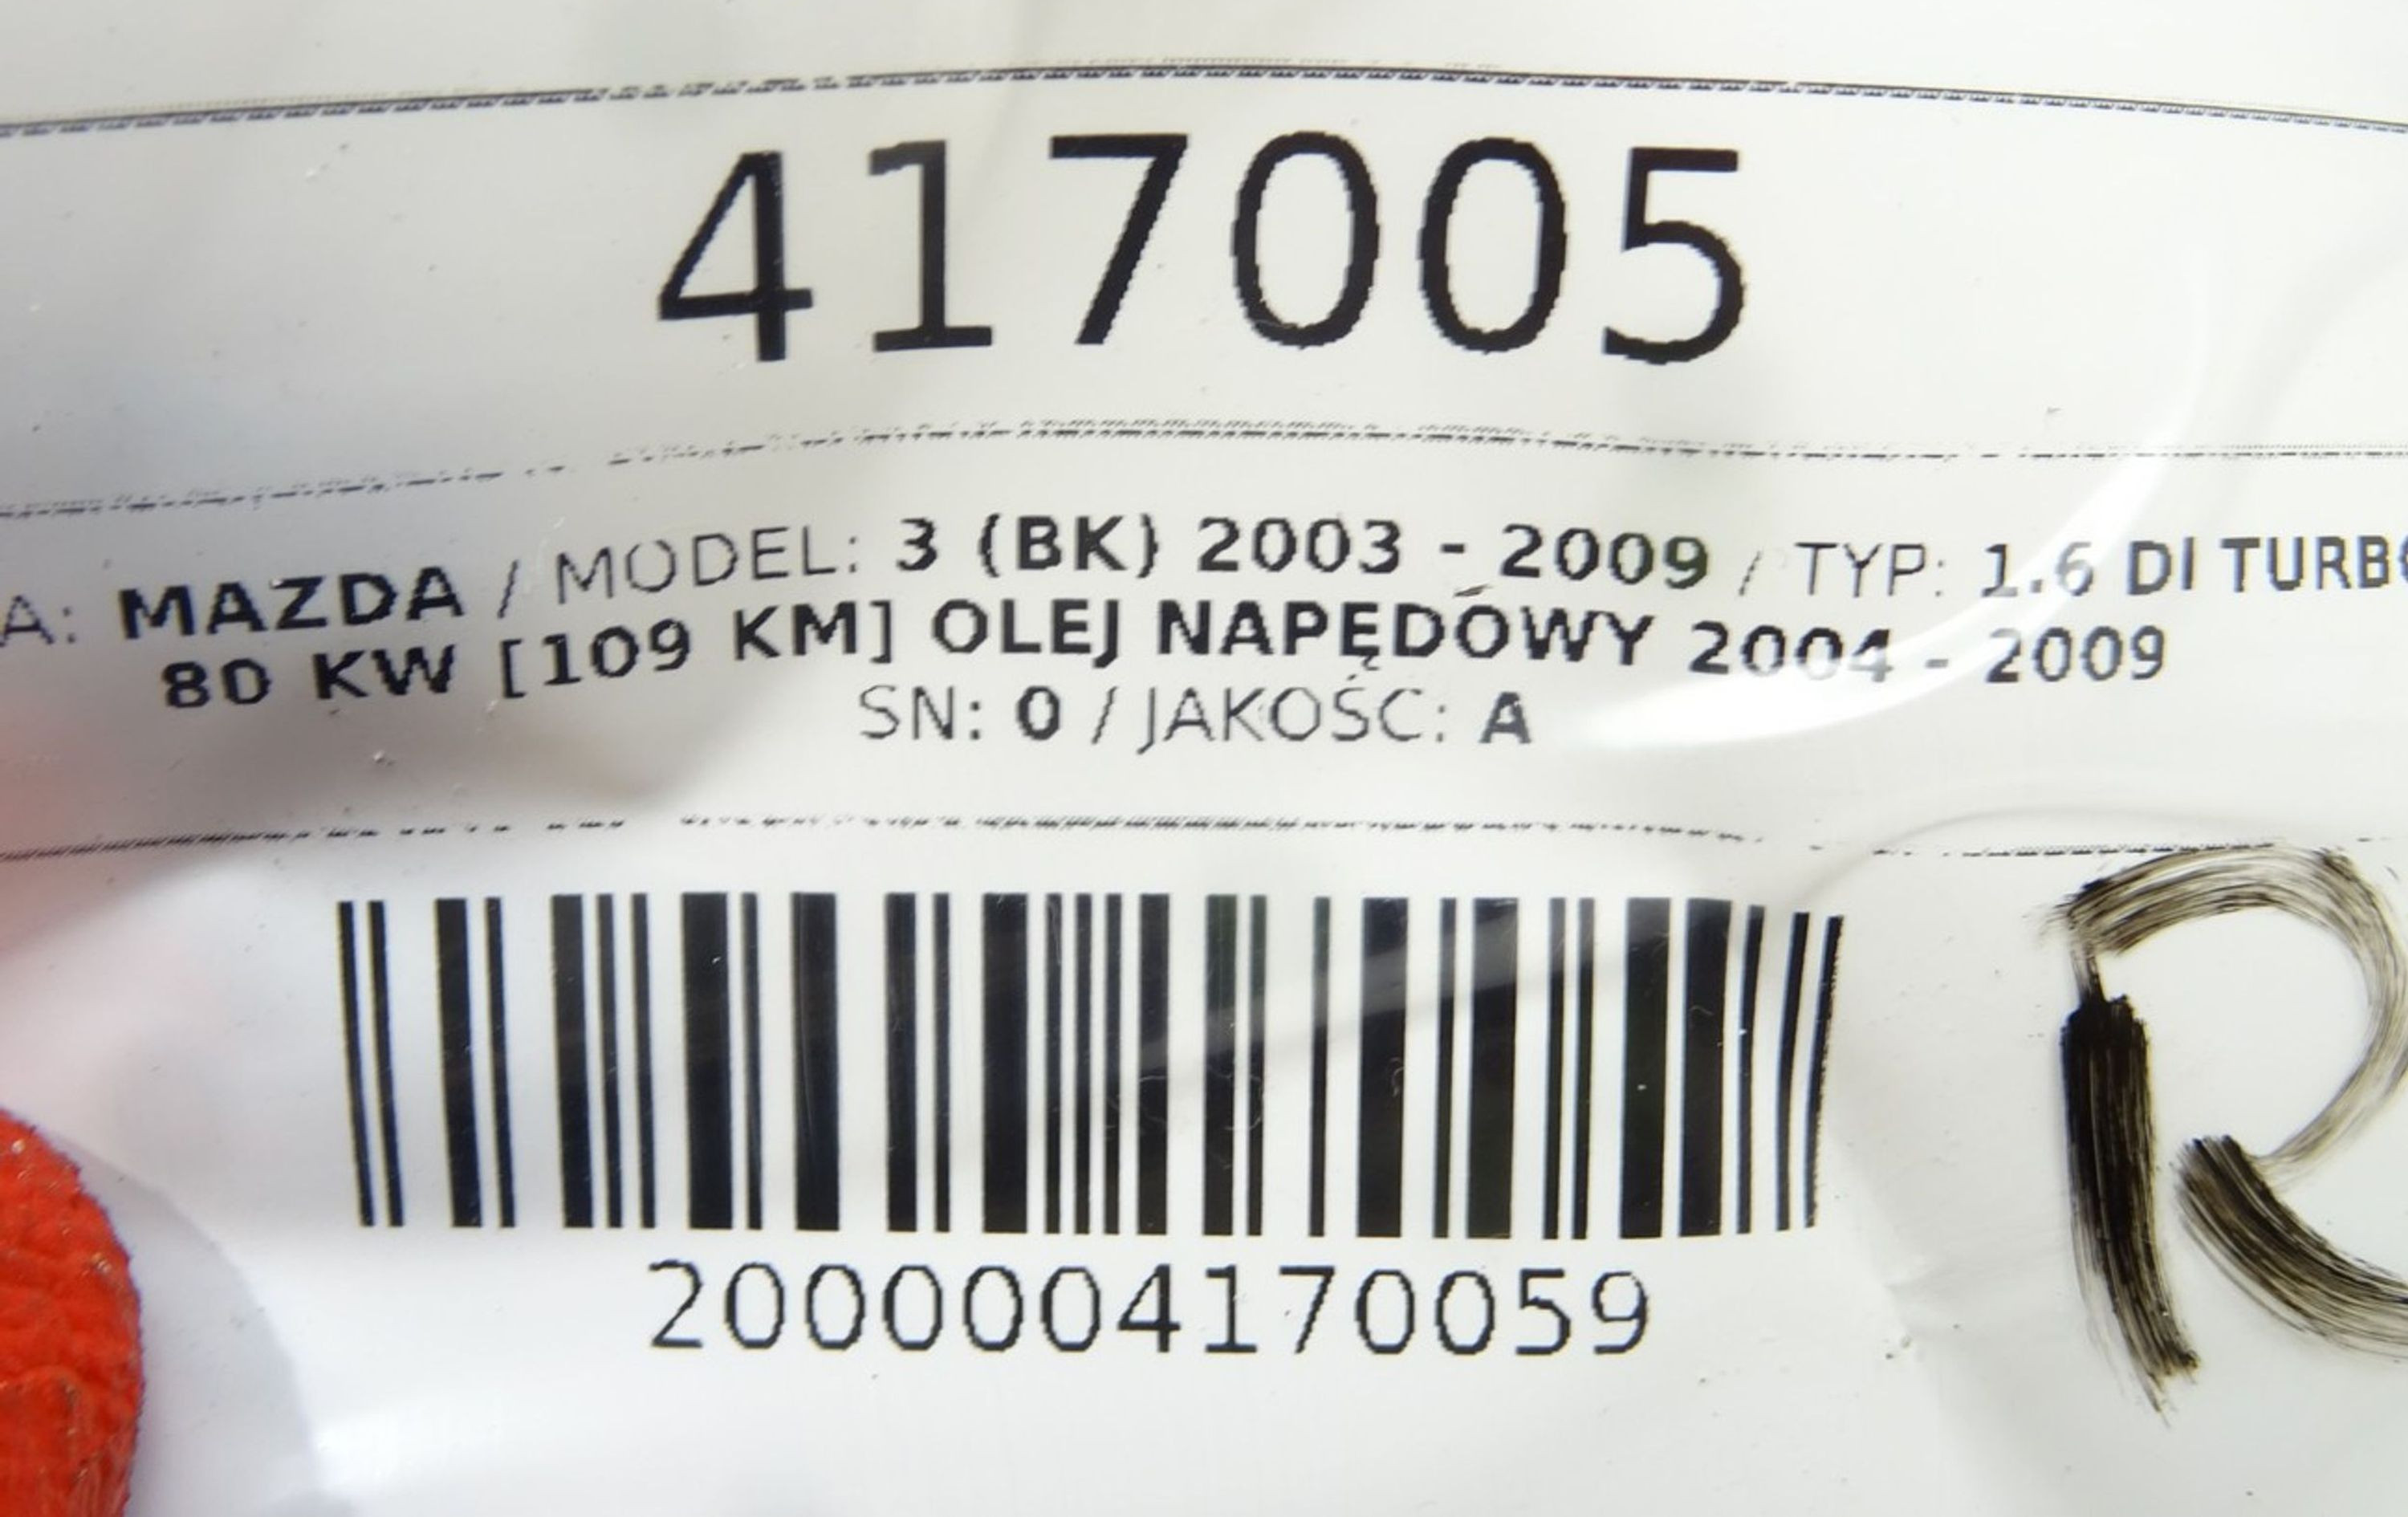 417005
A: MAZDA / MODEL: 3 (BK) 2003 - 2009 / TYP: 1.6 DI TURBO
80 KW [109 KM] OLEJ NAPĘDOWY 2004 - 2009
SN: 0 / JAKOŚĆ: A
R
2000004170059